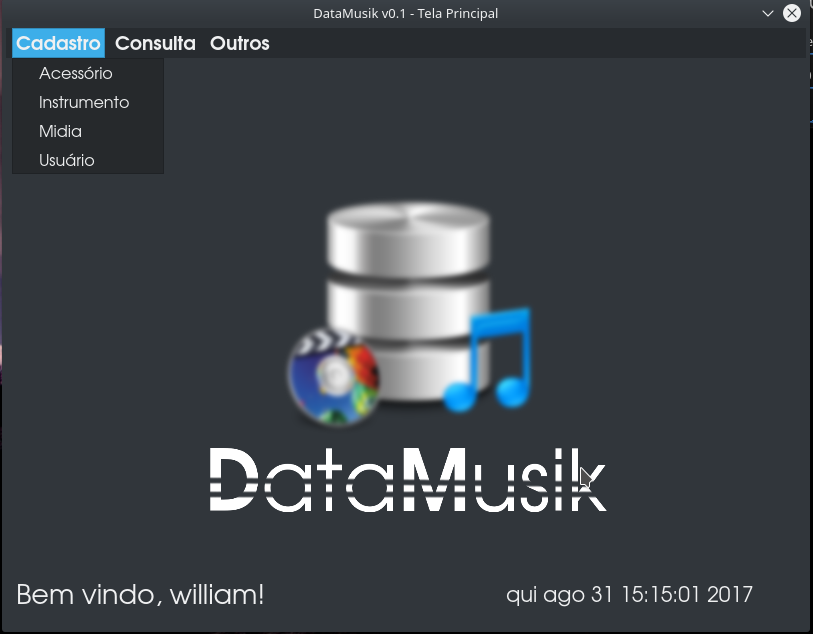 DataMusik v0.1 - Tela Principal
Cadastro Consulta Outros
Acessório
Instrumento
Midia
Usuário
DataMusik
Bem vindo, william! qui ago 31 15:15:01 2017